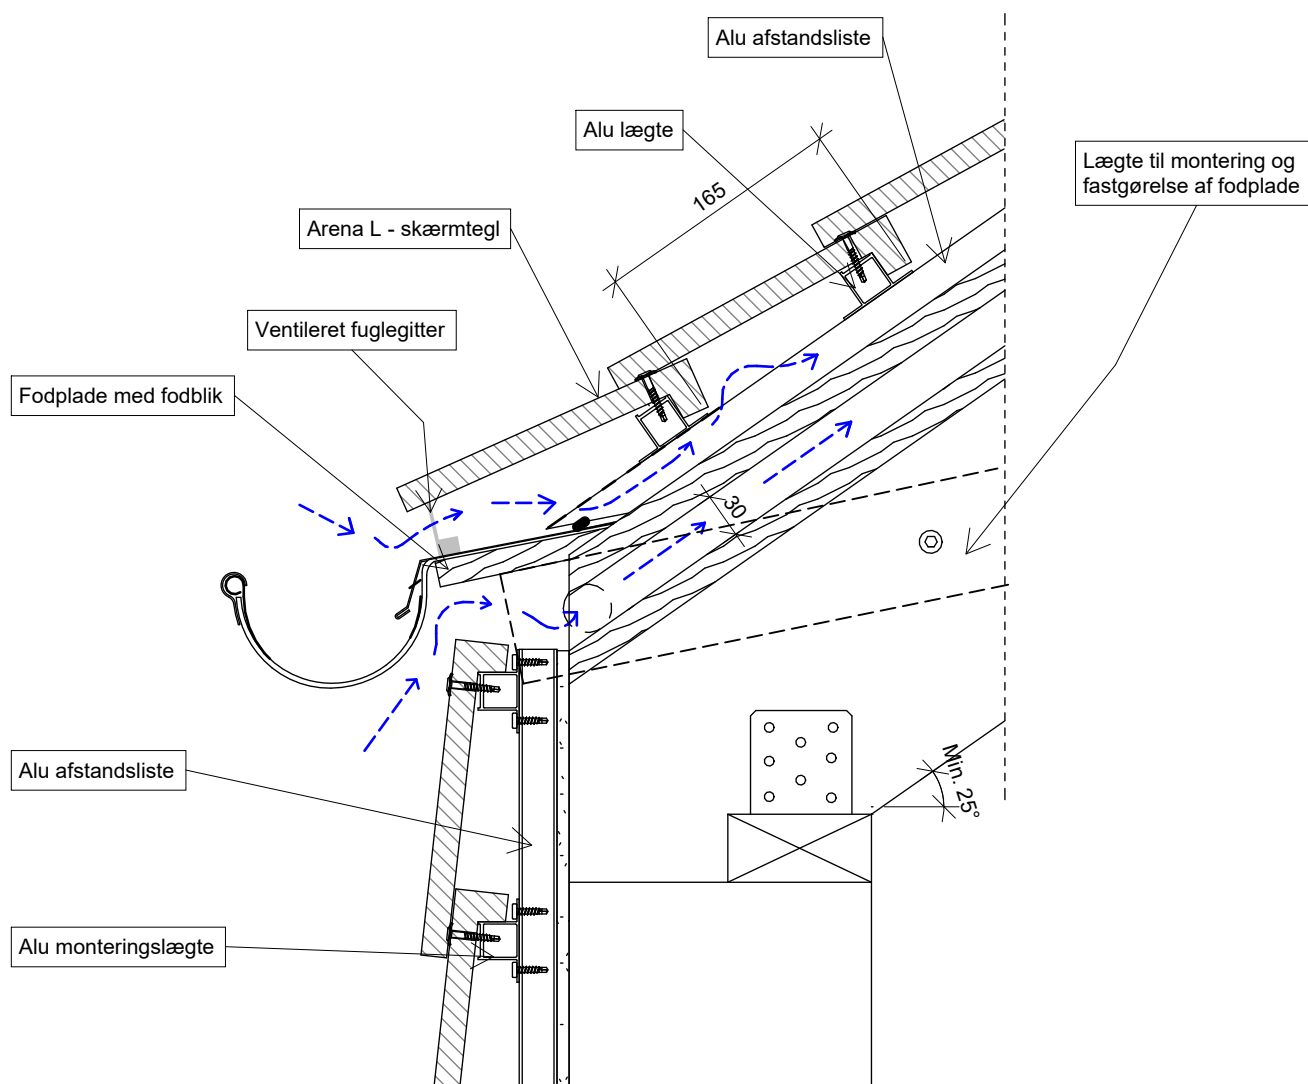 Alu afstandsliste
Alu lægte
Lægte til montering og
fastgørelse af fodplade
165
Arena L - skærmtegl
Ventileret fuglegitter
Fodplade med fodblik
30
Alu afstandsliste
Min. 25°
Alu monteringslægte